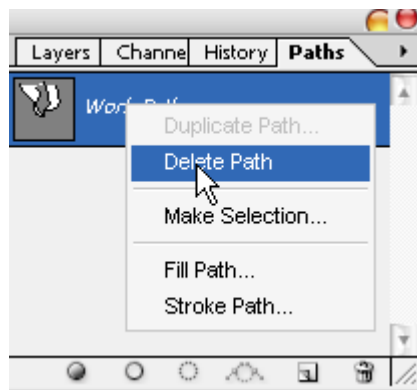 Layers Channe History Paths
Duplicate Path...
Delete Path
Make Selection...
Fill Path...
Stroke Path...